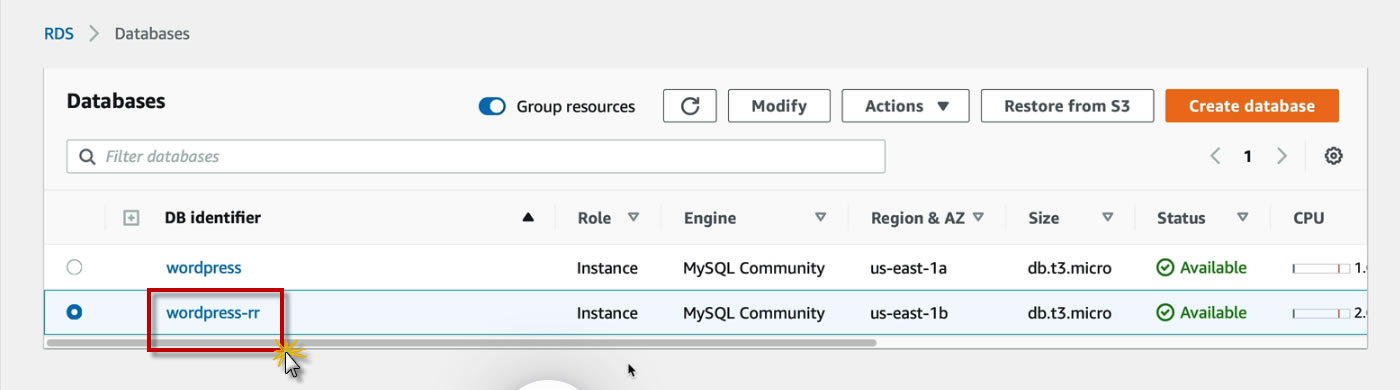 RDS > Databases
Databases
Group resources
Modify
Actions
Restore from S3
Create database
Filter databases
1
DB identifier Role Engine Region & AZ Size Status CPU
wordpress Instance MySQL Community us-east-1a db.t3.micro Available 1.
wordpress-rr Instance MySQL Community us-east-1b db.t3.micro Available 2.